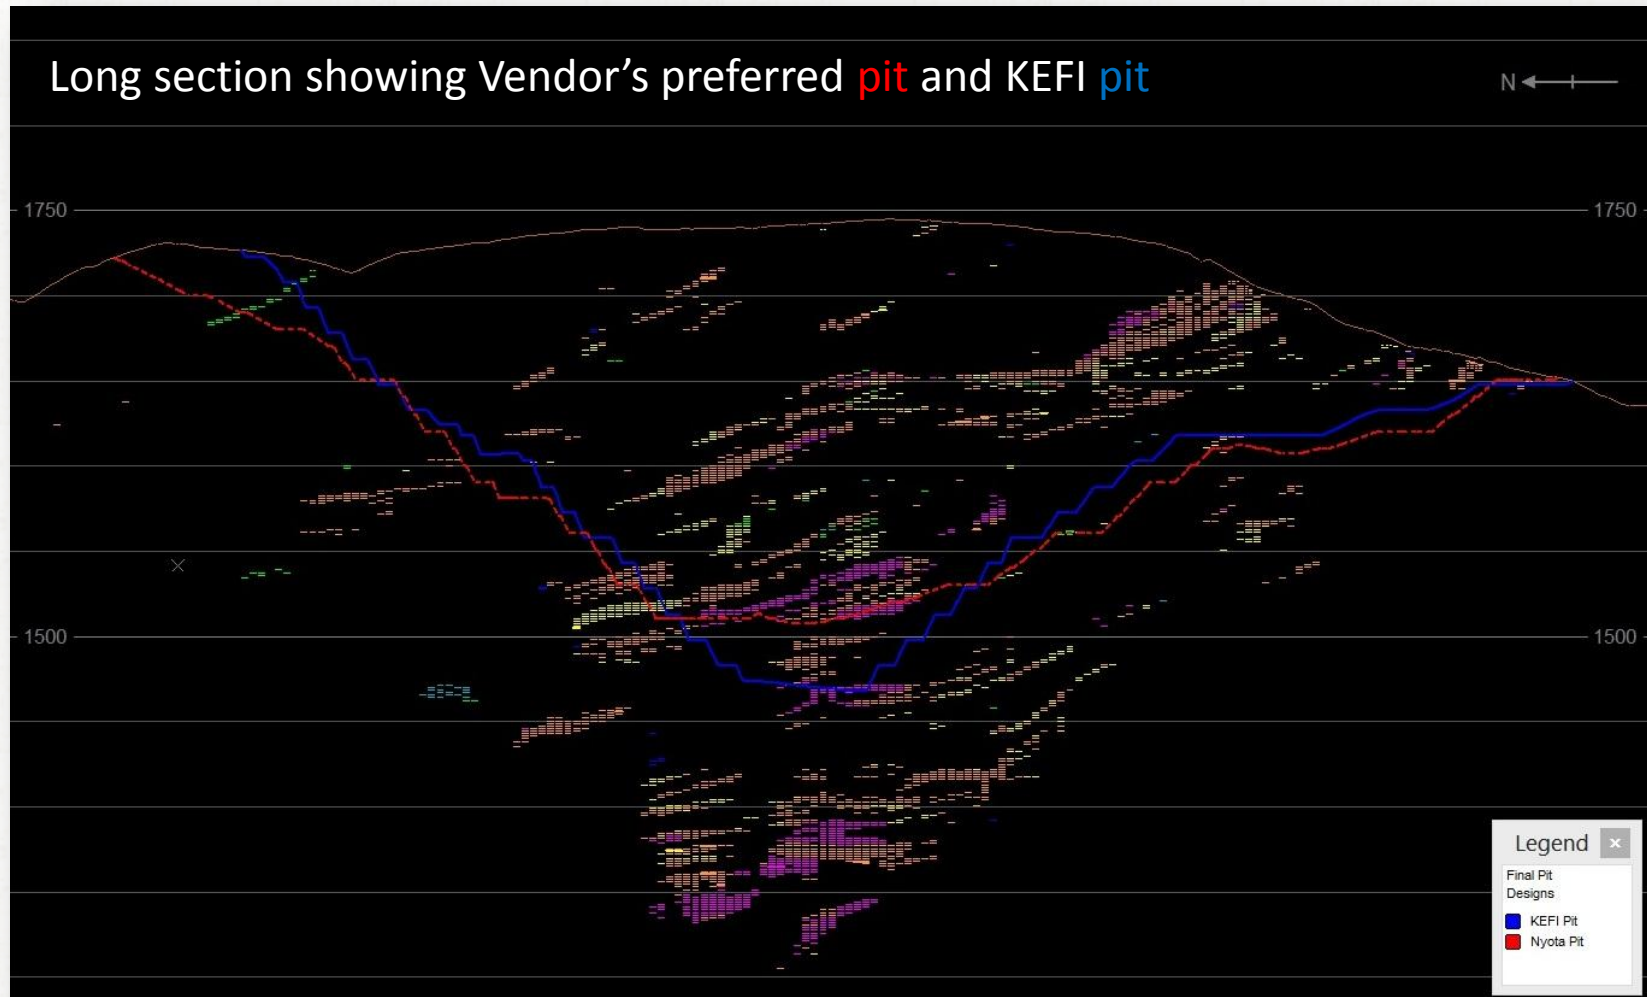 Long section showing Vendor's preferred pit and KEFI pit
N
1750
1750
1500
1500
Legend
Final Pit
Designs
KEFI Pit
Nyota Pit